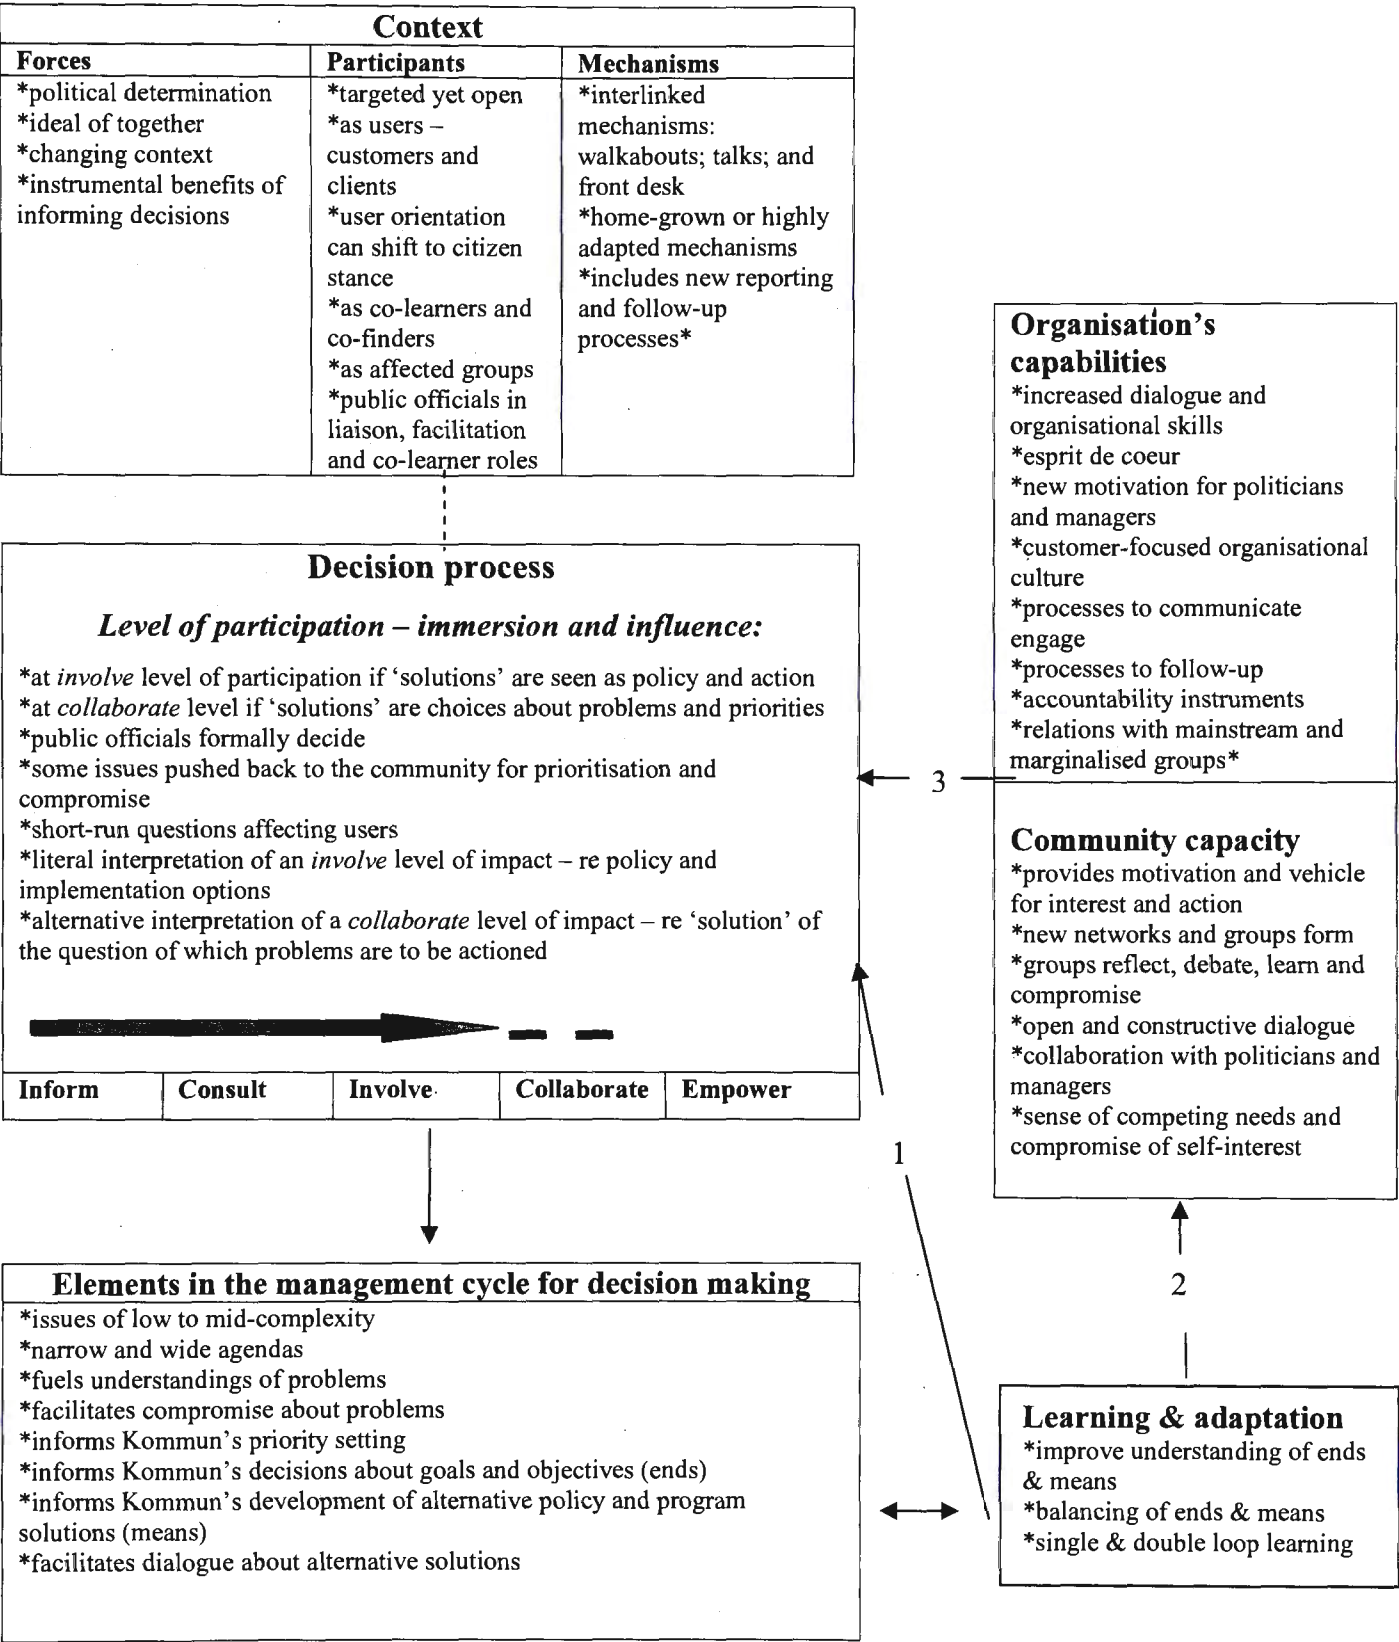 Context
Forces
*political determination
*ideal of together
*changing context
*instrumental benefits of
informing decisions
Participants
*targeted yet open
*as users –
customers and
clients
*user orientation
can shift to citizen
stance
*as co-learners and
co-finders
*as affected groups
*public officials in
liaison, facilitation
and co-learner roles
Mechanisms
*interlinked
mechanisms:
walkabouts; talks; and
front desk
*home-grown or highly
adapted mechanisms
*includes new reporting
and follow-up
processes*
Decision process
Level of participation – immersion and influence:
*at involve level of participation if ‘solutions’ are seen as policy and action
*at collaborate level if ‘solutions’ are choices about problems and priorities
*public officials formally decide
*some issues pushed back to the community for prioritisation and
compromise
*short-run questions affecting users
*literal interpretation of an involve level of impact – re policy and
implementation options
*alternative interpretation of a collaborate level of impact – re ‘solution’ of
the question of which problems are to be actioned
Inform Consult Involve Collaborate Empower
Elements in the management cycle for decision making
*issues of low to mid-complexity
*narrow and wide agendas
*fuels understandings of problems
*facilitates compromise about problems
*informs Kommun’s priority setting
*informs Kommun’s decisions about goals and objectives (ends)
*informs Kommun’s development of alternative policy and program
solutions (means)
*facilitates dialogue about alternative solutions
Organisation’s
capabilities
*increased dialogue and
organisational skills
*esprit de coeur
*new motivation for politicians
and managers
*customer-focused organisational
culture
*processes to communicate
engage
*processes to follow-up
*accountability instruments
*relations with mainstream and
marginalised groups*
3
Community capacity
*provides motivation and vehicle
for interest and action
*new networks and groups form
*groups reflect, debate, learn and
compromise
*open and constructive dialogue
*collaboration with politicians and
managers
*sense of competing needs and
compromise of self-interest
1
2
Learning & adaptation
*improve understanding of ends
& means
*balancing of ends & means
*single & double loop learning